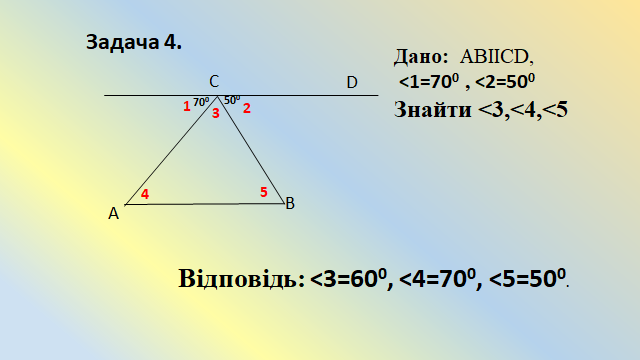 Задача 4.
Дано: АВІІСD,
<1=70⁰ , <2=50⁰
Знайти <3,<4,<5
C
D
1 70⁰ 50⁰ 2
3
4
5
A
B
Відповідь: <3=60⁰, <4=70⁰, <5=50⁰.